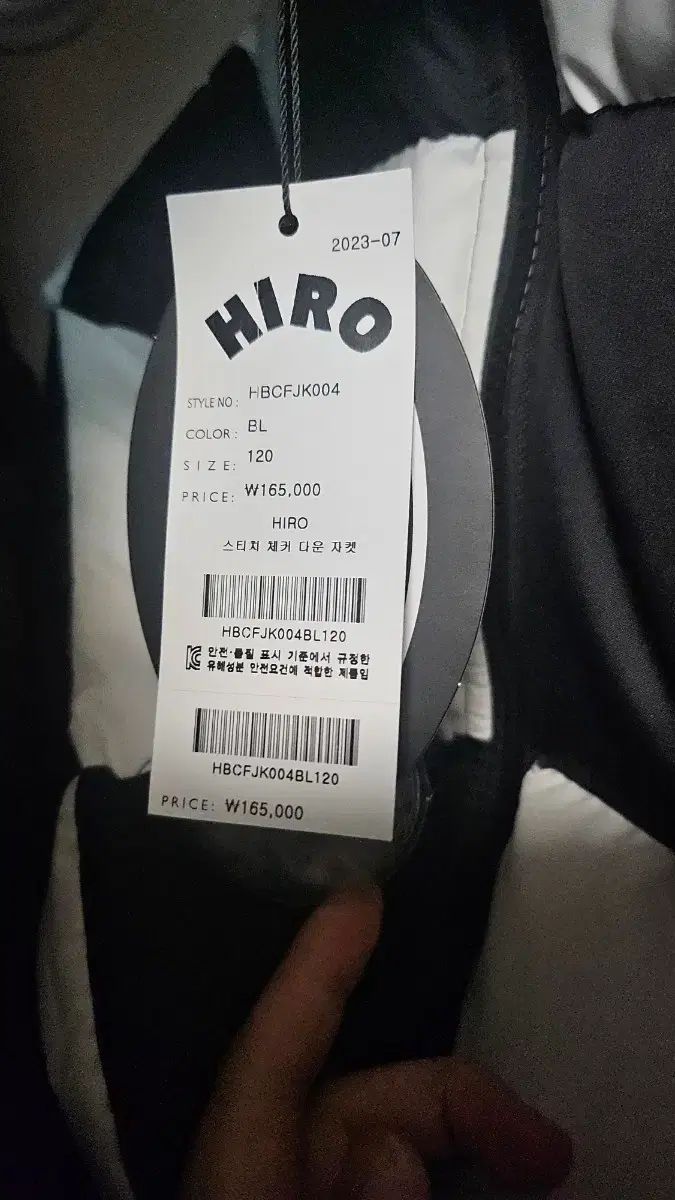 2023-07
HIRO
STYLE NO : HBCFJK004
COLOR : BL
SIZE: 120
PRICE: ₩165,000
HIRO
스티치 체커 다운 자켓
HBCFJK004BL120
안전·품질 표시 기준에서 규정한
유해성분 안전요건에 적합한 제품임
HBCFJK004BL120
PRICE: ₩165,000